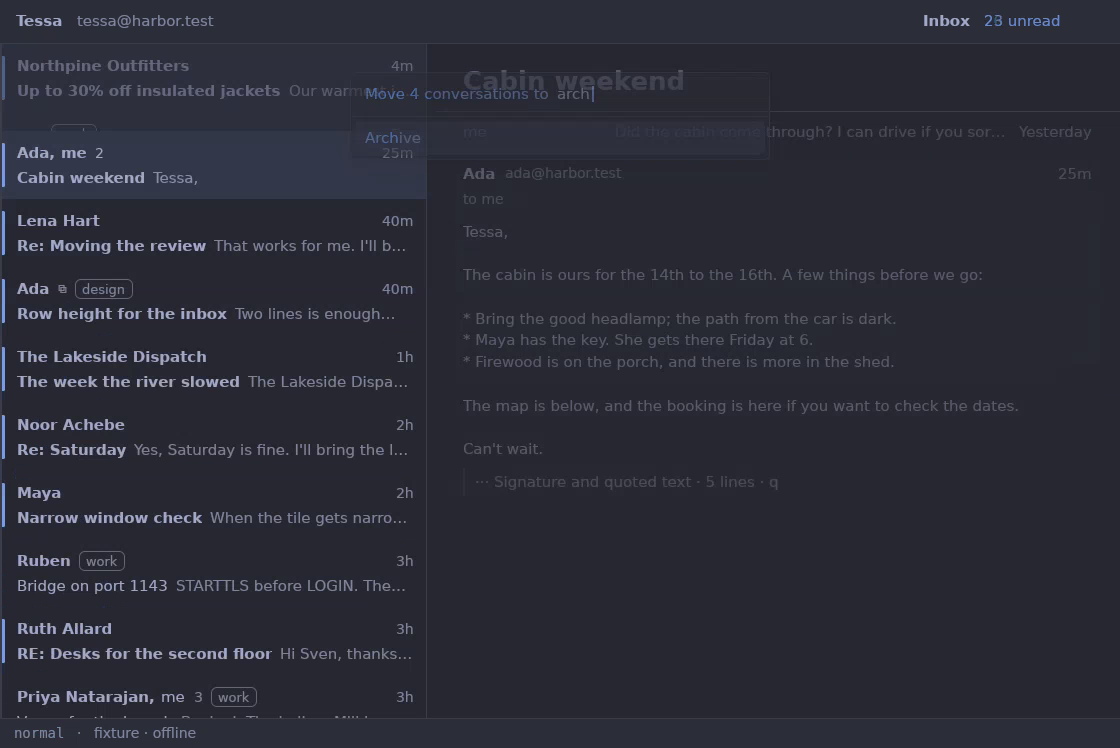 Tessa tessa@harbor.test
Inbox unread
Northpine Outfitters 4m
Up to 30% off insulated jackets Our warmest
Ada, me 2 25m
Cabin weekend Tessa,
Lena Hart 40m
Re: Moving the review That works for me. I'll b…
Ada design 40m
Row height for the inbox Two lines is enough…
The Lakeside Dispatch 1h
The week the river slowed The Lakeside Dispa…
Noor Achebe 2h
Re: Saturday Yes, Saturday is fine. I'll bring the l…
Maya 2h
Narrow window check When the tile gets narro…
Ruben work 3h
Bridge on port 1143 STARTTLS before LOGIN. The…
Ruth Allard 3h
RE: Desks for the second floor Hi Sven, thanks…
Priya Natarajan, me 3 work 3h
Move 4 conversations to arch
Archive
Cabin weekend
me Did the cabin come through? I can drive if you sor… Yesterday
Ada ada@harbor.test 25m
to me
Tessa,
The cabin is ours for the 14th to the 16th. A few things before we go:
* Bring the good headlamp; the path from the car is dark.
* Maya has the key. She gets there Friday at 6.
* Firewood is on the porch, and there is more in the shed.
The map is below, and the booking is here if you want to check the dates.
Can't wait.
··· Signature and quoted text · 5 lines · q
normal · fixture · offline